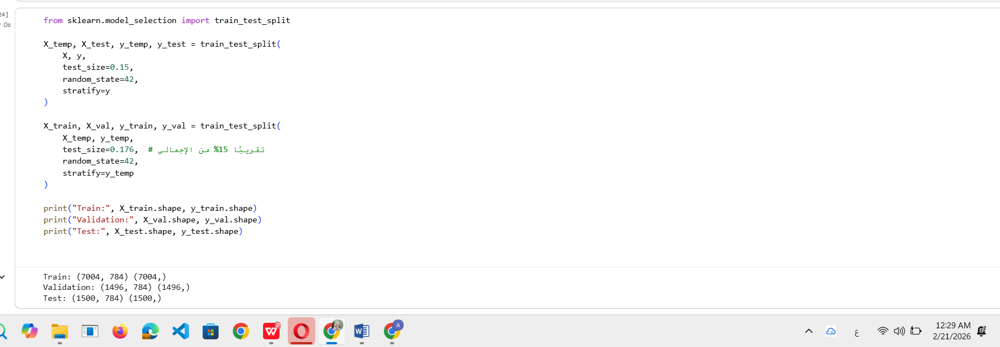 24]
0s
from sklearn.model_selection import train_test_split
X_temp, X_test, y_temp, y_test = train_test_split(
X, y,
test_size=0.15,
random_state=42,
stratify=y
)
X_train, X_val, y_train, y_val = train_test_split(
X_temp, y_temp,
test_size=0.176,  # تقريبًا 15% من الإجمالي
random_state=42,
stratify=y_temp
)
print("Train:", X_train.shape, y_train.shape)
print("Validation:", X_val.shape, y_val.shape)
print("Test:", X_test.shape, y_test.shape)
Train: (7004, 784) (7004,)
Validation: (1496, 784) (1496,)
Test: (1500, 784) (1500,)
W
W
A
ع
12:29 AM
2/21/2026